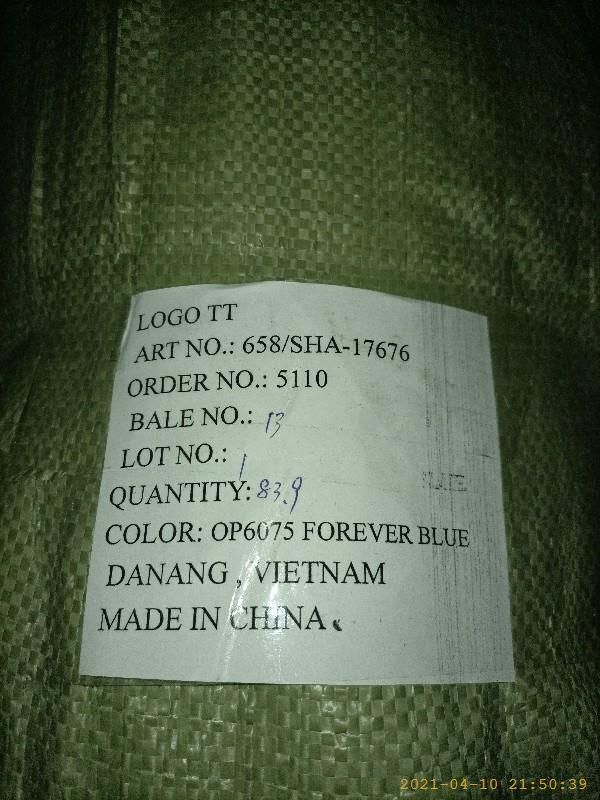 LOGO TT
ART NO.: 658/SHA-17676
ORDER NO.: 5110
BALE NO.: 13
LOT NO.: 1
QUANTITY: 83.9
COLOR: OP6075 FOREVER BLUE
DANANG , VIETNAM
MADE IN CHINA
2021-04-10 21:50:39